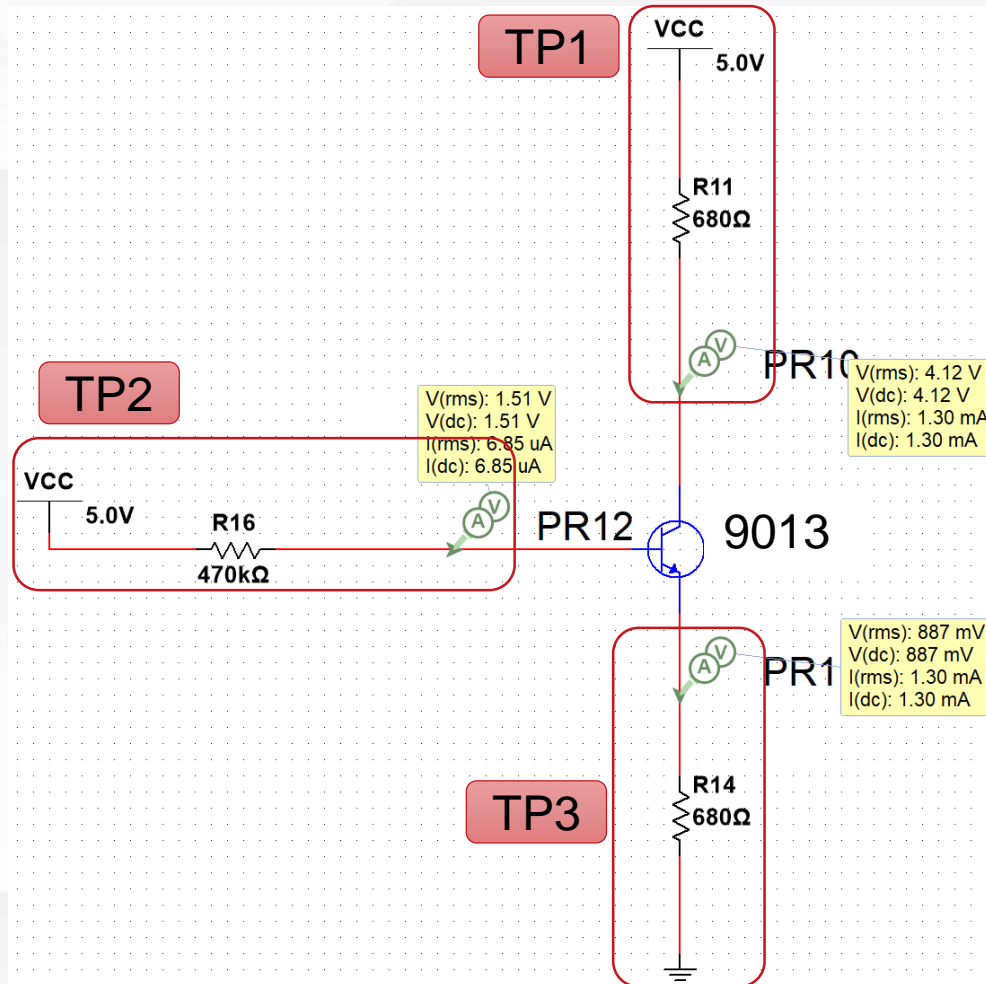 TP1
VCC
5.0V
R11
680Ω
V
A
PR10
V(rms): 4.12 V
V(dc): 4.12 V
I(rms): 1.30 mA
I(dc): 1.30 mA
TP2
V(rms): 1.51 V
V(dc): 1.51 V
I(rms): 6.85 uA
I(dc): 6.85 uA
VCC
5.0V
R16
470kΩ
V
A
PR12
9013
V
A
PR1
V(rms): 887 mV
V(dc): 887 mV
I(rms): 1.30 mA
I(dc): 1.30 mA
TP3
R14
680Ω